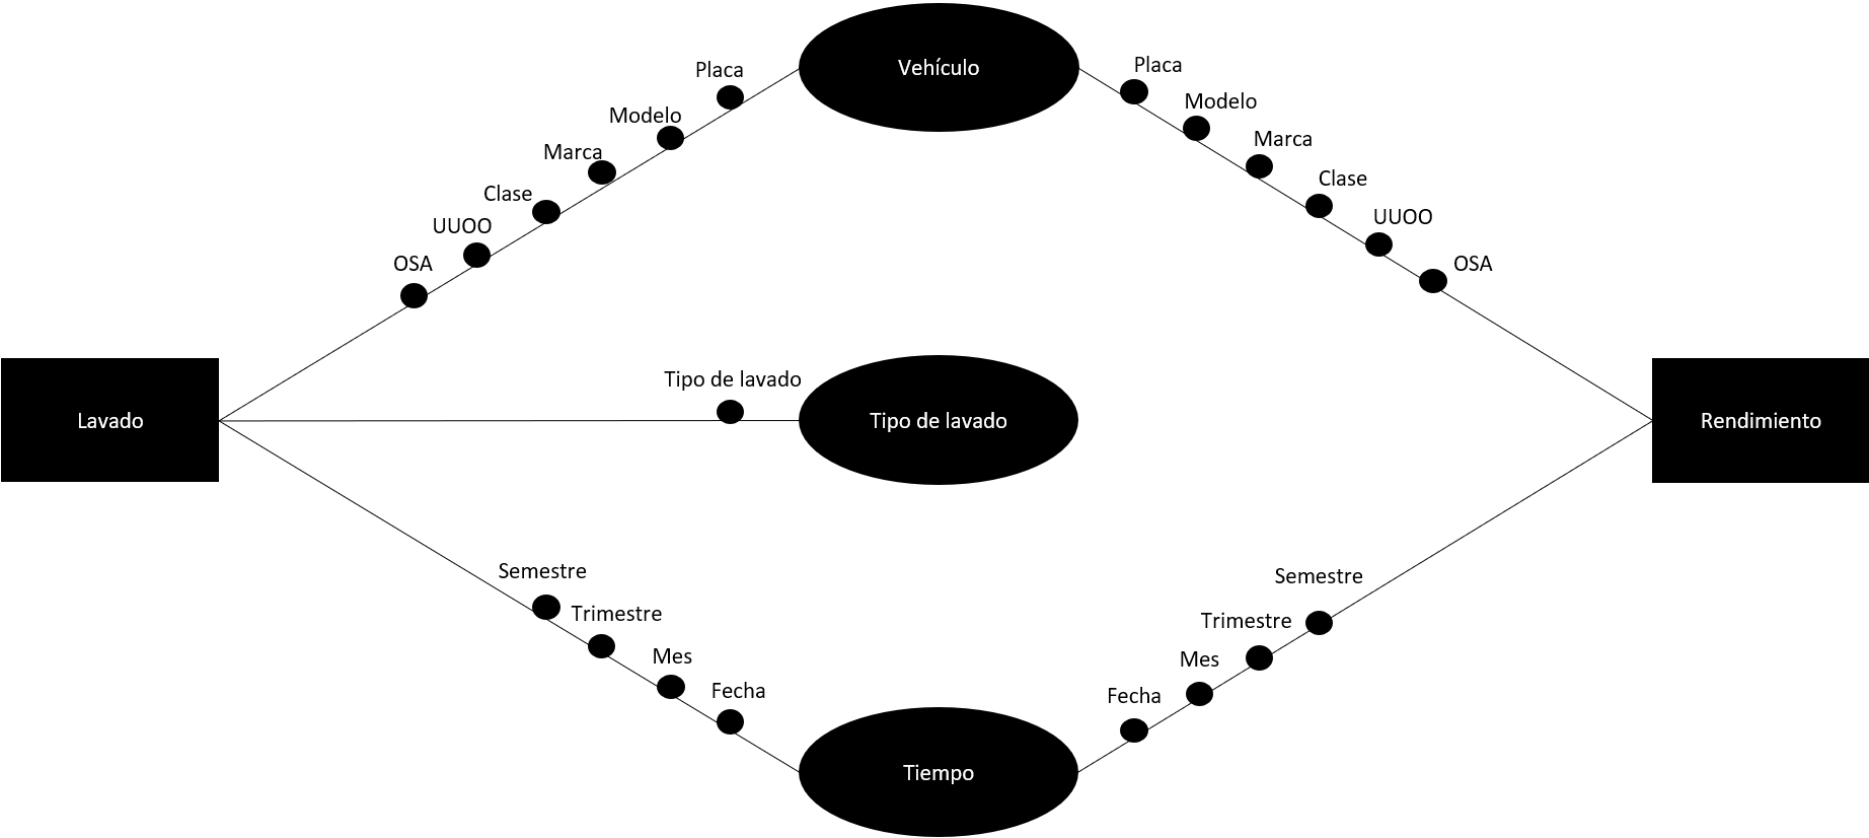 Vehículo
Placa
Modelo
Marca
Clase
UUOO
OSA
Placa
Modelo
Marca
Clase
UUOO
OSA
Lavado
Tipo de lavado
Tipo de lavado
Rendimiento
Semestre
Trimestre
Mes
Fecha
Semestre
Trimestre
Mes
Fecha
Tiempo